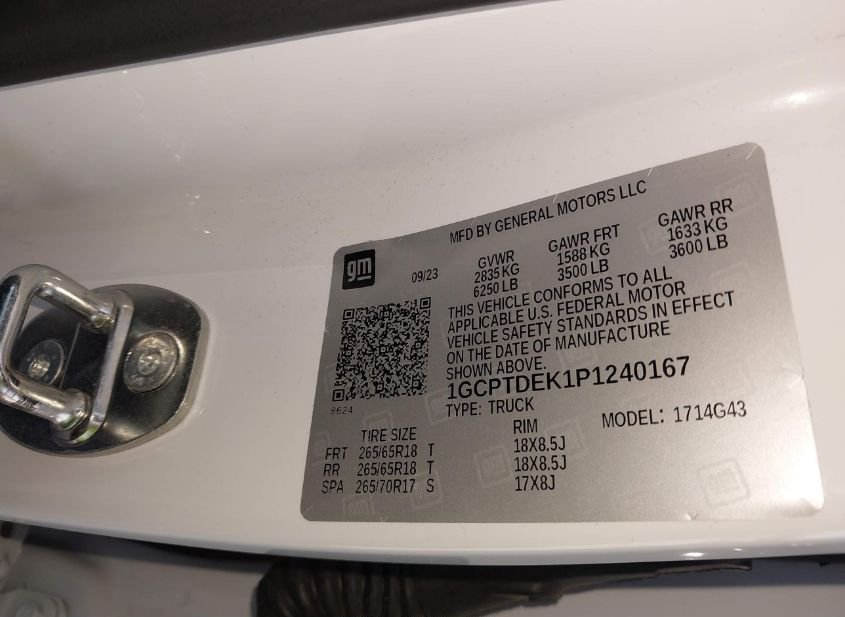 MFD BY GENERAL MOTORS LLC
gm
09/23
GVWR GAWR FRT GAWR RR
2835 KG 1588 KG 1633 KG
6250 LB 3500 LB 3600 LB
THIS VEHICLE CONFORMS TO ALL
APPLICABLE U.S. FEDERAL MOTOR
VEHICLE SAFETY STANDARDS IN EFFECT
ON THE DATE OF MANUFACTURE
SHOWN ABOVE.
1GCPTDEK1P1240167
8624
TYPE: TRUCK MODEL: 1714G43
TIRE SIZE RIM
FRT 265/65R18 T 18X8.5J
RR 265/65R18 T 18X8.5J
SPA 265/70R17 S 17X8J